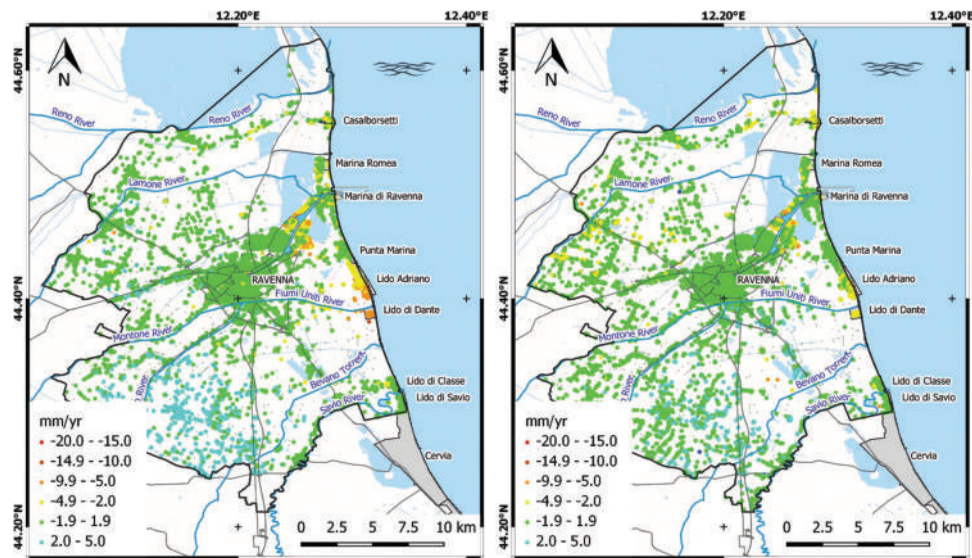 12.20°E
12.40°E
44.60°N
N
Reno River
Reno River
Casalborsetti
Marina Romea
Lamone River
Marina di Ravenna
Punta Marina
RAVENNA
Lido Adriano
44.40°N
Fiumi Uniti River
Lido di Dante
Montone River
River
Bevano Torrent
Lido di Classe
Lido di Savio
Savio River
mm/yr
-20.0 - -15.0
-14.9 - -10.0
-9.9 - -5.0
-4.9 - -2.0
-1.9 - 1.9
2.0 - 5.0
Cervia
44.20°N
0 2.5 5 7.5 10 km
12.20°E
12.40°E
44.60°N
N
Reno River
Reno River
Casalborsetti
Marina Romea
Lamone River
Marina di Ravenna
Punta Marina
RAVENNA
Lido Adriano
44.40°N
Fiumi Uniti River
Lido di Dante
Montone River
River
Bevano Torrent
Lido di Classe
Lido di Savio
Savio River
mm/yr
-20.0 - -15.0
-14.9 - -10.0
-9.9 - -5.0
-4.9 - -2.0
-1.9 - 1.9
2.0 - 5.0
Cervia
44.20°N
0 2.5 5 7.5 10 km